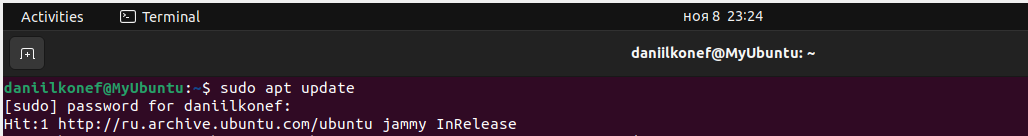 Activities
Terminal
ноя 8 23:24
daniilkonef@MyUbuntu: ~
daniilkonef@MyUbuntu:~$ sudo apt update
[sudo] password for daniilkonef:
Hit:1 http://ru.archive.ubuntu.com/ubuntu jammy InRelease